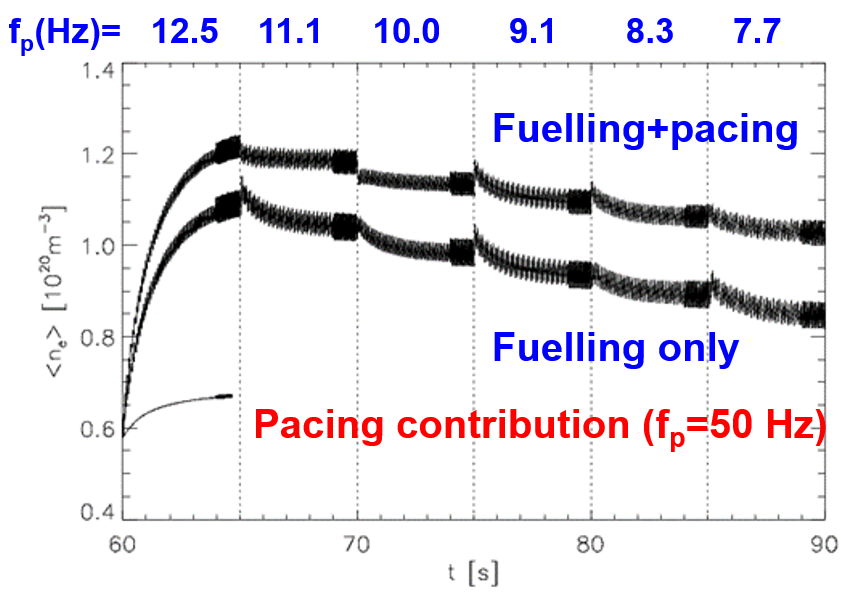 fp(Hz)= 12.5 11.1 10.0 9.1 8.3 7.7
1.4
Fuelling+pacing
1.2
1.0
<ne> [10²⁰m⁻³]
0.8
Fuelling only
Pacing contribution (fp=50 Hz)
0.6
0.4
60 70 80 90
t [s]